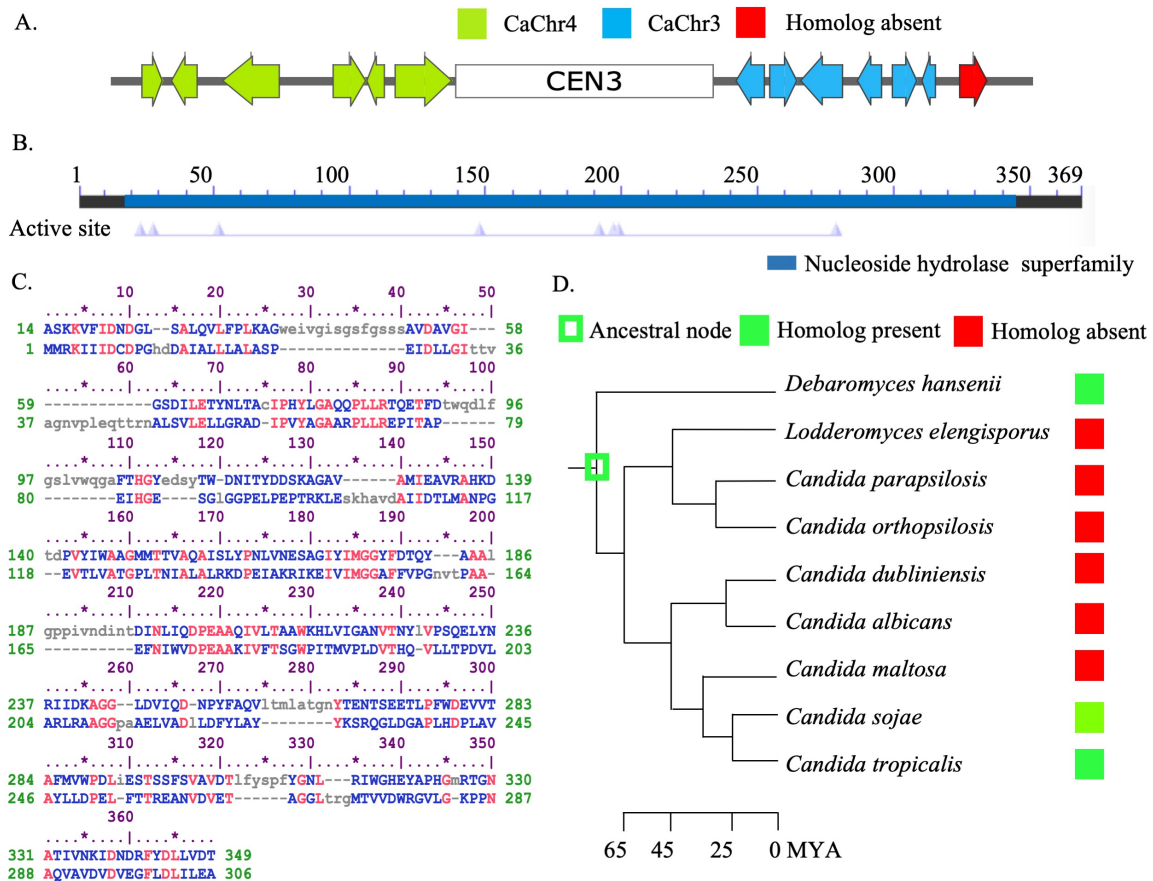 A.
CaChr4 CaChr3 Homolog absent
CEN3
B.
1 50 100 150 200 250 300 350 369
Active site
Nucleoside hydrolase superfamily
C.
10 20 30 40 50
....*....|....*....|....*....|....*....|....*....|
14 ASKKVFIDNDGL--SALQVLFPLKAGweivgisgsfgsssAVDAVGI--- 58
1 MMRKIIIDCDPGhdDAIALLLALASP--------------EIDLLGIttv 36
60 70 80 90 100
....*....|....*....|....*....|....*....|....*....|
59 ------------GSDILETYNLTAcIPHYLGAQQPLLRTQETFDtwqdlf 96
37 agnvpleqttrnALSVLELLGRAD-IPVYAGAARPLLREPITAP------ 79
110 120 130 140 150
....*....|....*....|....*....|....*....|....*....|
97 gslvwqgaFTHGYedsyTW-DNITYDDSKAGAV------AMIEAVRAHKD 139
80 --------EIHGE----SGlGGPELPEPTRKLEskhavdAIIDTLMANPG 117
160 170 180 190 200
....*....|....*....|....*....|....*....|....*....|
140 tdPVYIWAAGMMTTVAQAISLYPNLVNESAGIYIMGGYFDTQY---AAAl 186
118 --EVTLVATGPLTNIALALRKDPEIAKRIKEIVIMGGAFFVPGnvtPAA- 164
210 220 230 240 250
....*....|....*....|....*....|....*....|....*....|
187 gppivndintDINLIQDPEAAQIVLTAAWKHLVIGANVTNYlVPSQELYN 236
165 ----------EFNIWVDPEAAKIVFTSGWPITMVPLDVTHQ-VLLTPDVL 203
260 270 280 290 300
....*....|....*....|....*....|....*....|....*....|
237 RIIDKAGG--LDVIQD-NPYFAQVltmlatgnYTENTSEETLPFWDEVVT 283
204 ARLRAAGGpaAELVADlLDFYLAY--------YKSRQGLDGAPLHDPLAV 245
310 320 330 340 350
....*....|....*....|....*....|....*....|....*....|
284 AFMVWPDLiESTSSFSVAVDTlfyspfYGNL---RIWGHEYAPHGmRTGN 330
246 AYLLDPEL-FTTREANVDVET------AGGLtrgMTVVDWRGVLG-KPPN 287
360
....*....|....*....
331 ATIVNKIDNDRFYDLLVDT 349
288 AQVAVDVDVEGFLDLILEA 306
D.
Ancestral node Homolog present Homolog absent
Debaromyces hansenii
Lodderomyces elengisporus
Candida parapsilosis
Candida orthopsilosis
Candida dubliniensis
Candida albicans
Candida maltosa
Candida sojae
Candida tropicalis
65 45 25 0 MYA